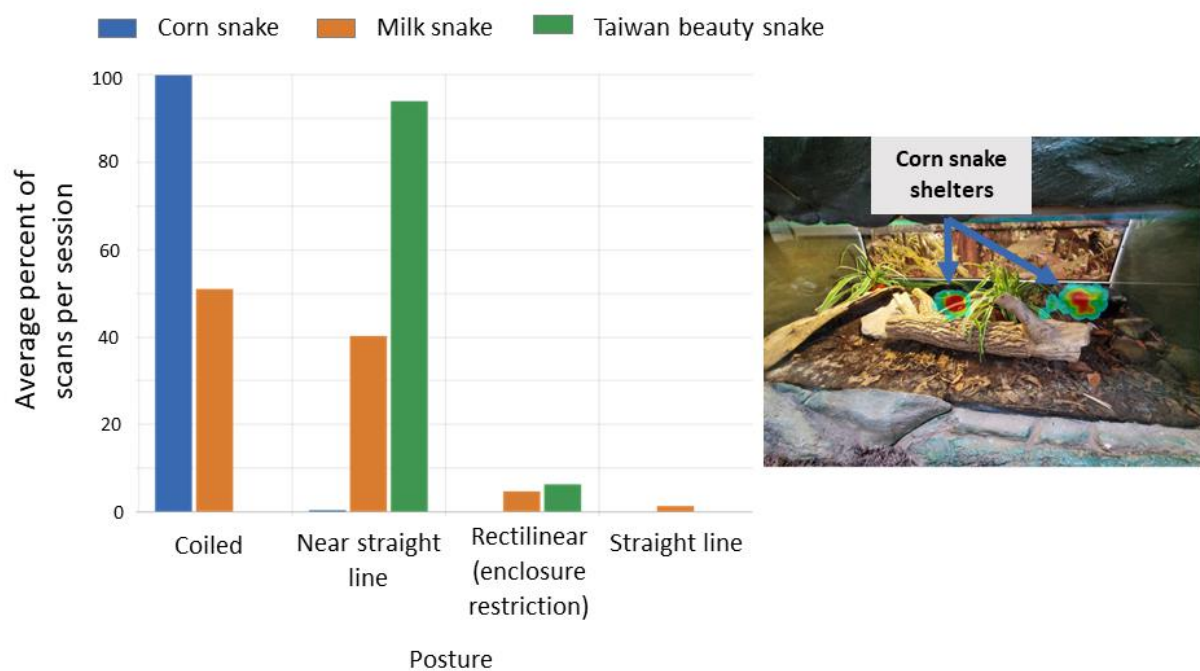 Corn snake
Milk snake
Taiwan beauty snake
Average percent of
scans per session
100
80
60
40
20
0
Coiled
Near straight
line
Rectilinear
(enclosure
restriction)
Straight line
Posture
Corn snake
shelters